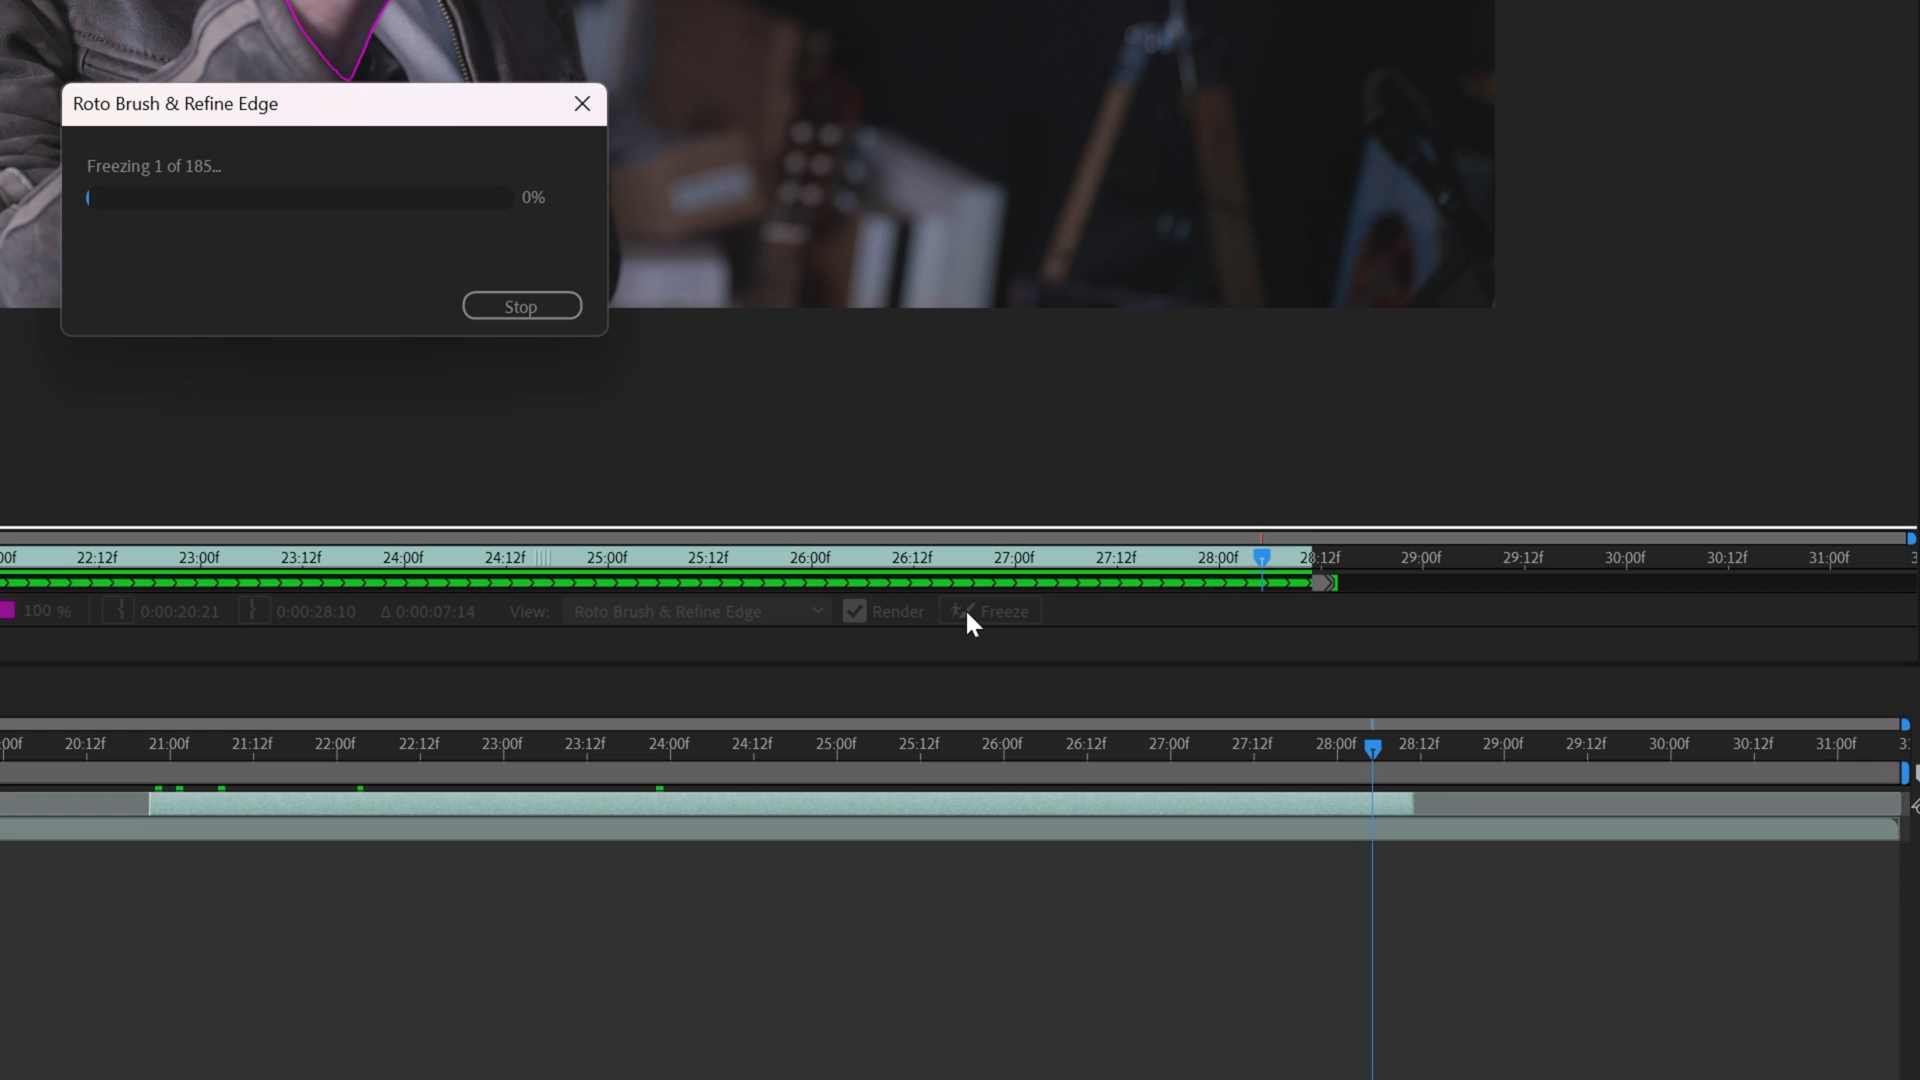 Roto Brush & Refine Edge
Freezing 1 of 185...
0%
Stop
00f 22:12f 23:00f 23:12f 24:00f 24:12f 25:00f 25:12f 26:00f 26:12f 27:00f 27:12f 28:00f 28:12f 29:00f 29:12f 30:00f 30:12f 31:00f 3
100 % 0:00:20:21 0:00:28:10 Δ 0:00:07:14 View: Roto Brush & Refine Edge Render Freeze
:00f 20:12f 21:00f 21:12f 22:00f 22:12f 23:00f 23:12f 24:00f 24:12f 25:00f 25:12f 26:00f 26:12f 27:00f 27:12f 28:00f 28:12f 29:00f 29:12f 30:00f 30:12f 31:00f 31